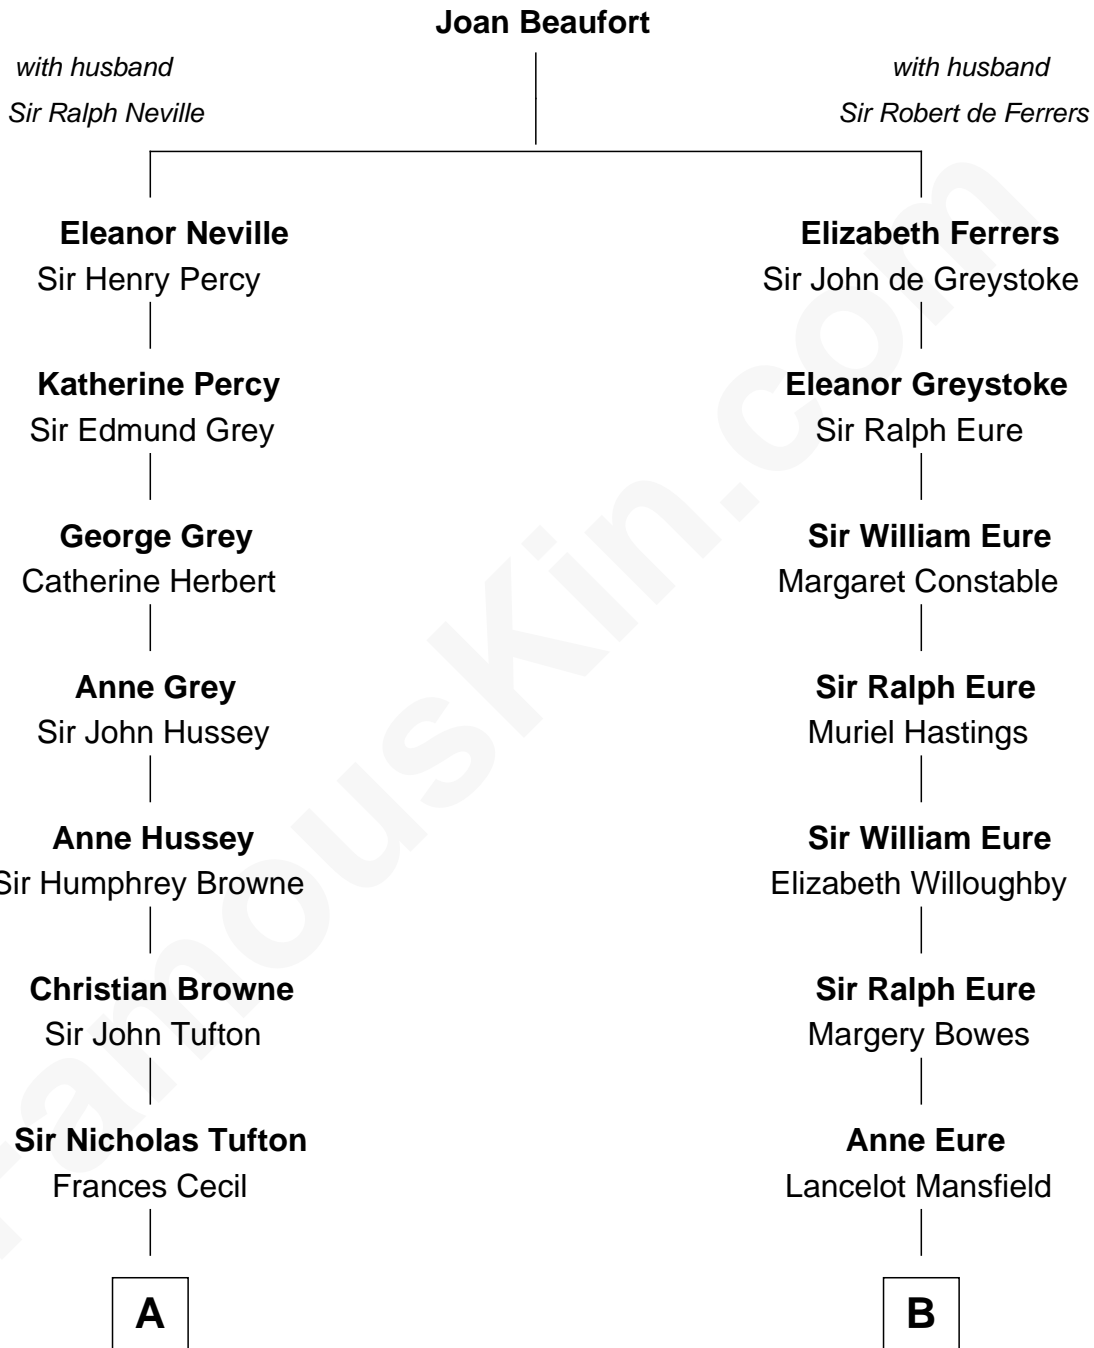 Joan Beaufort
with husband
Sir Ralph Neville
with husband
Sir Robert de Ferrers
Eleanor Neville
Sir Henry Percy
Elizabeth Ferrers
Sir John de Greystoke
Katherine Percy
Sir Edmund Grey
Eleanor Greystoke
Sir Ralph Eure
George Grey
Catherine Herbert
Sir William Eure
Margaret Constable
Anne Grey
Sir John Hussey
Sir Ralph Eure
Muriel Hastings
Anne Hussey
Sir Humphrey Browne
Sir William Eure
Elizabeth Willoughby
Christian Browne
Sir John Tufton
Sir Ralph Eure
Margery Bowes
Sir Nicholas Tufton
Frances Cecil
Anne Eure
Lancelot Mansfield
A
B
FamousKin.com